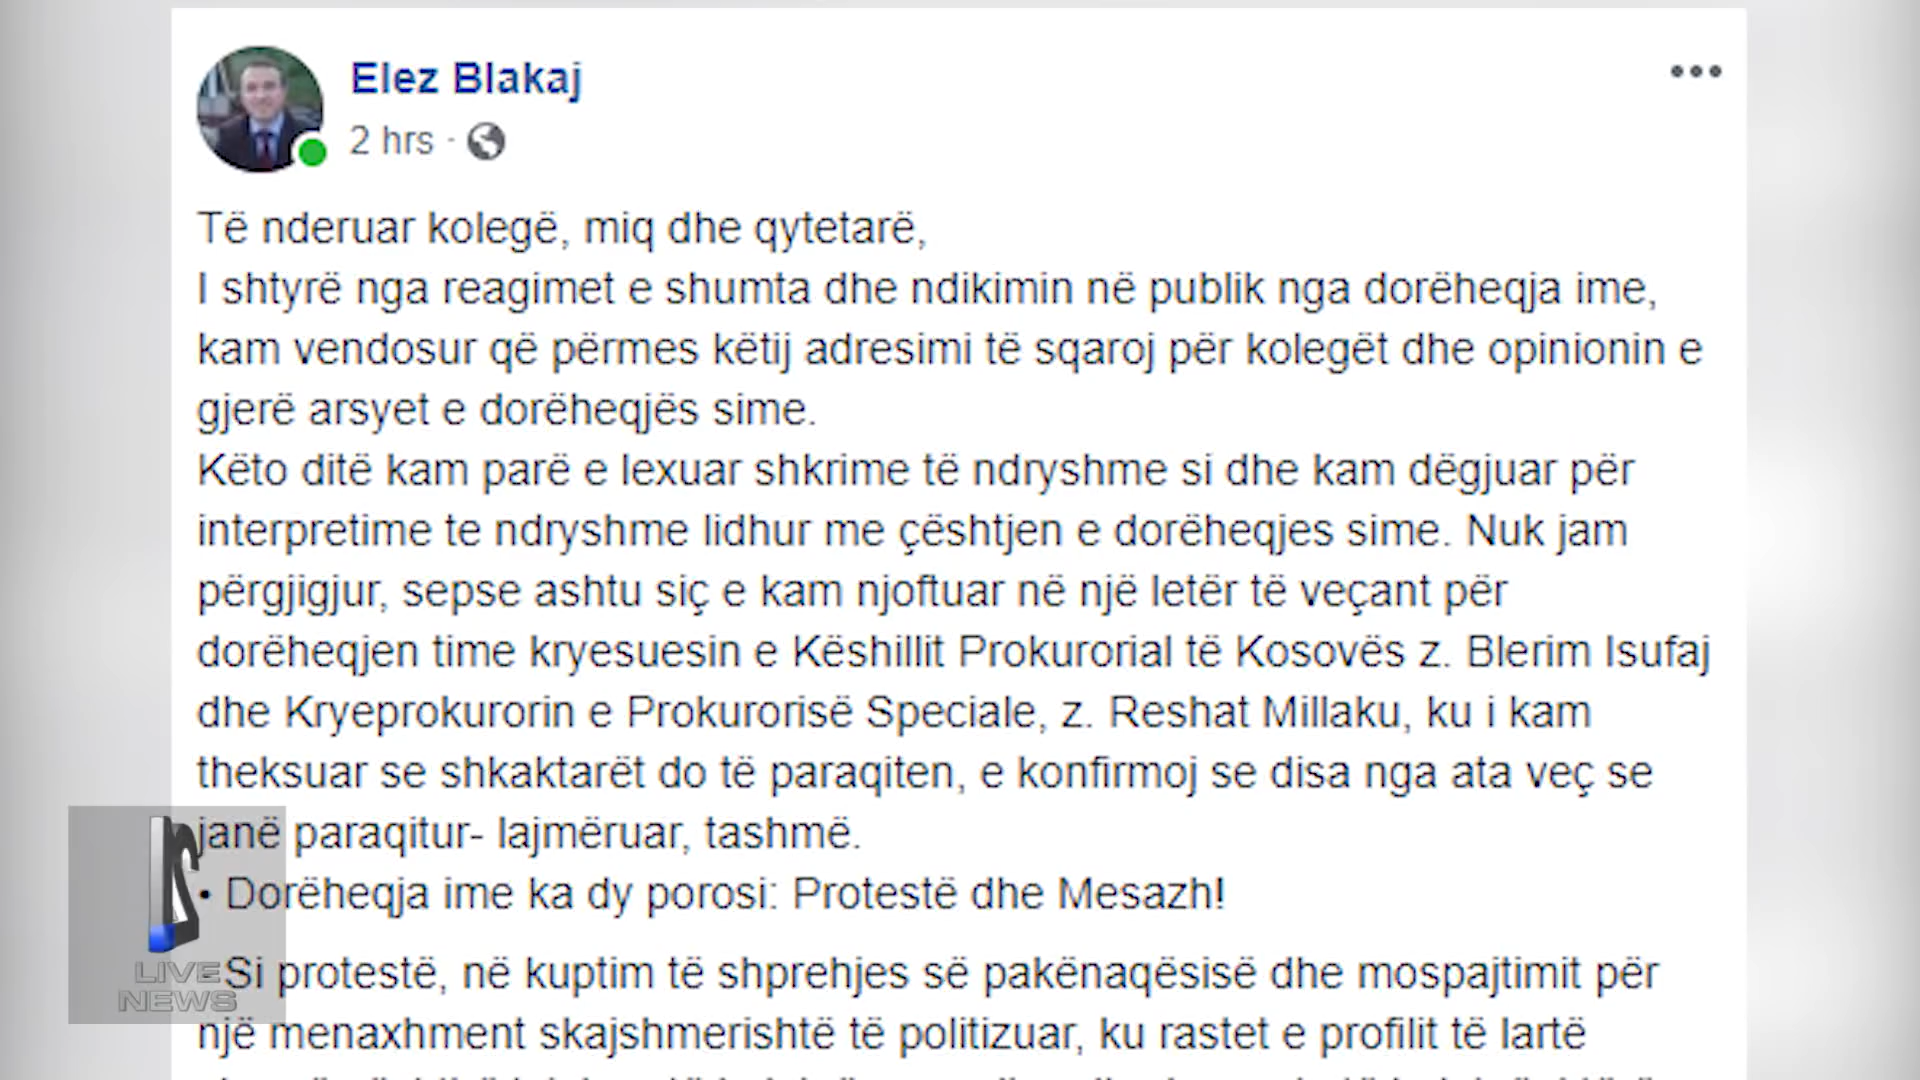 Elez Blakaj
2 hrs ·
Të nderuar kolegë, miq dhe qytetarë,
I shtyrë nga reagimet e shumta dhe ndikimin në publik nga dorëheqja ime,
kam vendosur që përmes këtij adresimi të sqaroj për kolegët dhe opinionin e
gjerë arsyet e dorëheqjës sime.
Këto ditë kam parë e lexuar shkrime të ndryshme si dhe kam dëgjuar për
interpretime te ndryshme lidhur me çështjen e dorëheqjes sime. Nuk jam
përgjigjur, sepse ashtu siç e kam njoftuar në një letër të veçant për
dorëheqjen time kryesuesin e Këshillit Prokurorial të Kosovës z. Blerim Isufaj
dhe Kryeprokurorin e Prokurorisë Speciale, z. Reshat Millaku, ku i kam
theksuar se shkaktarët do të paraqiten, e konfirmoj se disa nga ata veç se
janë paraqitur- lajmëruar, tashmë.
• Dorëheqja ime ka dy porosi: Protestë dhe Mesazh!
- Si protestë, në kuptim të shprehjes së pakënaqësisë dhe mospajtimit për
një menaxhment skajshmerishtë të politizuar, ku rastet e profilit të lartë
LIVE
NEWS